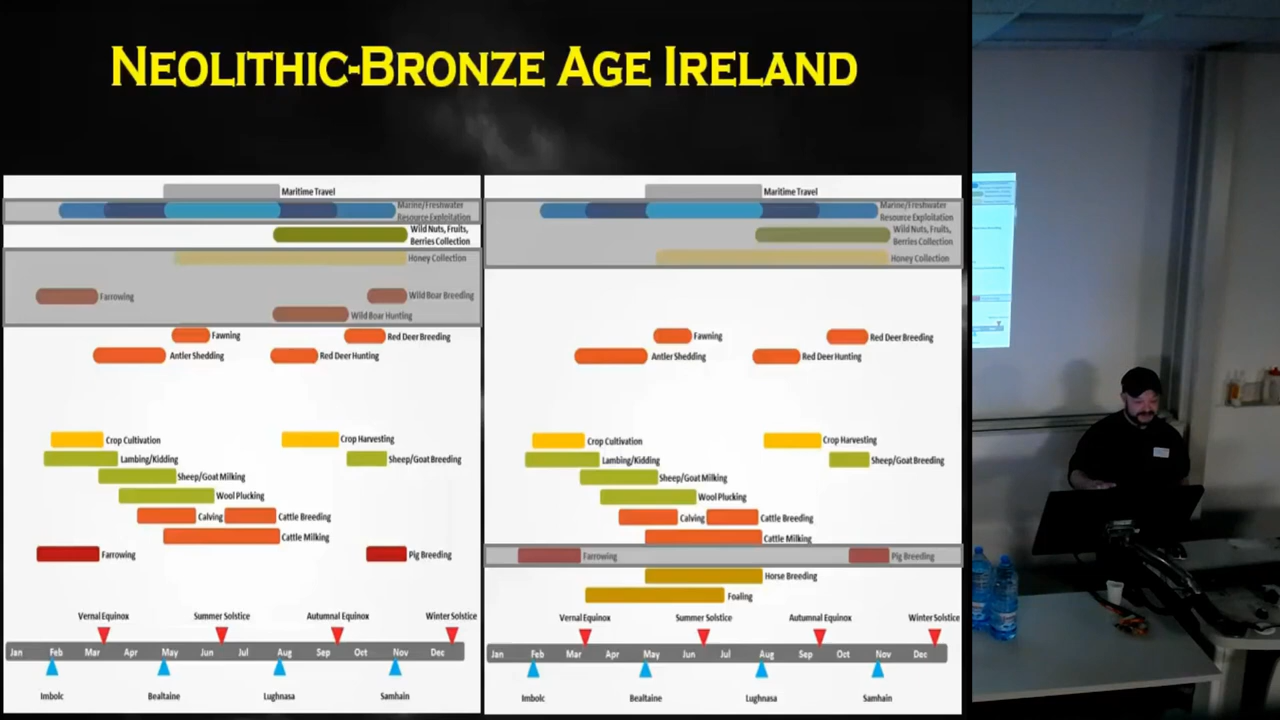 NEOLITHIC-BRONZE AGE IRELAND
Maritime Travel
Marine/Freshwater
Resource Exploitation
Wild Nuts, Fruits,
Berries Collection
Honey Collection
Farrowing
Wild Boar Breeding
Wild Boar Hunting
Fawning
Red Deer Breeding
Antler Shedding
Red Deer Hunting
Crop Cultivation
Crop Harvesting
Lambing/Kidding
Sheep/Goat Breeding
Sheep/Goat Milking
Wool Plucking
Calving
Cattle Breeding
Cattle Milking
Farrowing
Pig Breeding
Vernal Equinox
Summer Solstice
Autumnal Equinox
Winter Solstice
Jan Feb Mar Apr May Jun Jul Aug Sep Oct Nov Dec
Imbolc
Bealtaine
Lughnasa
Samhain
Maritime Travel
Marine/Freshwater
Resource Exploitation
Wild Nuts, Fruits,
Berries Collection
Honey Collection
Fawning
Red Deer Breeding
Antler Shedding
Red Deer Hunting
Crop Cultivation
Crop Harvesting
Lambing/Kidding
Sheep/Goat Breeding
Sheep/Goat Milking
Wool Plucking
Calving
Cattle Breeding
Cattle Milking
Farrowing
Pig Breeding
Horse Breeding
Foaling
Vernal Equinox
Summer Solstice
Autumnal Equinox
Winter Solstice
Jan Feb Mar Apr May Jun Jul Aug Sep Oct Nov Dec
Imbolc
Bealtaine
Lughnasa
Samhain